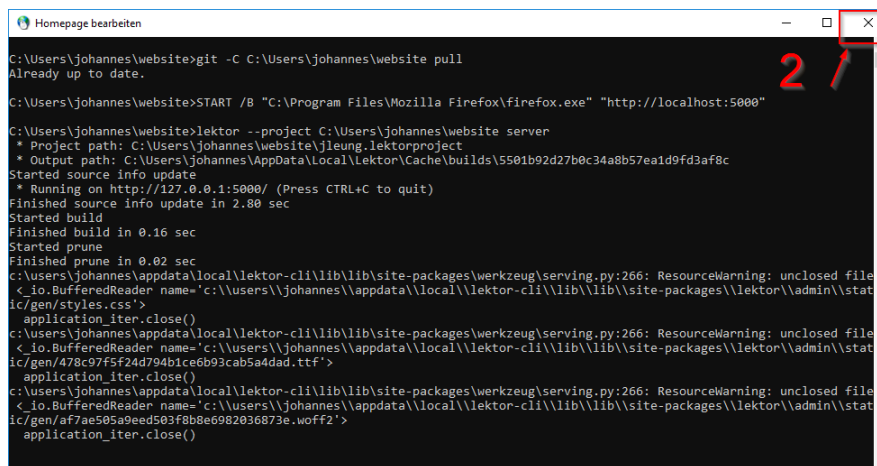 Homepage bearbeiten
C:\Users\johannes\website>git -C C:\Users\johannes\website pull
Already up to date.
2
C:\Users\johannes\website>START /B "C:\Program Files\Mozilla Firefox\firefox.exe" "http://localhost:5000"
C:\Users\johannes\website>lektor --project C:\Users\johannes\website server
* Project path: C:\Users\johannes\website\jleung.lektorproject
* Output path: C:\Users\johannes\AppData\Local\Lektor\Cache\builds\5501b92d27b0c34a8b57ea1d9fd3af8c
Started source info update
* Running on http://127.0.0.1:5000/ (Press CTRL+C to quit)
Finished source info update in 2.80 sec
Started build
Finished build in 0.16 sec
Started prune
Finished prune in 0.02 sec
c:\users\johannes\appdata\local\lektor-cli\lib\lib\site-packages\werkzeug\serving.py:266: ResourceWarning: unclosed file
<_io.BufferedReader name='c:\\users\\johannes\\appdata\\local\\lektor-cli\\lib\\lib\\site-packages\\lektor\\admin\\stat
ic/gen/styles.css'>
application_iter.close()
c:\users\johannes\appdata\local\lektor-cli\lib\lib\site-packages\werkzeug\serving.py:266: ResourceWarning: unclosed file
<_io.BufferedReader name='c:\\users\\johannes\\appdata\\local\\lektor-cli\\lib\\lib\\site-packages\\lektor\\admin\\stat
ic/gen/478c97f5f24d794b1ce6b93cab5a4dad.ttf'>
application_iter.close()
c:\users\johannes\appdata\local\lektor-cli\lib\lib\site-packages\werkzeug\serving.py:266: ResourceWarning: unclosed file
<_io.BufferedReader name='c:\\users\\johannes\\appdata\\local\\lektor-cli\\lib\\lib\\site-packages\\lektor\\admin\\stat
ic/gen/af7ae505a9eed503f8b8e6982036873e.woff2'>
application_iter.close()